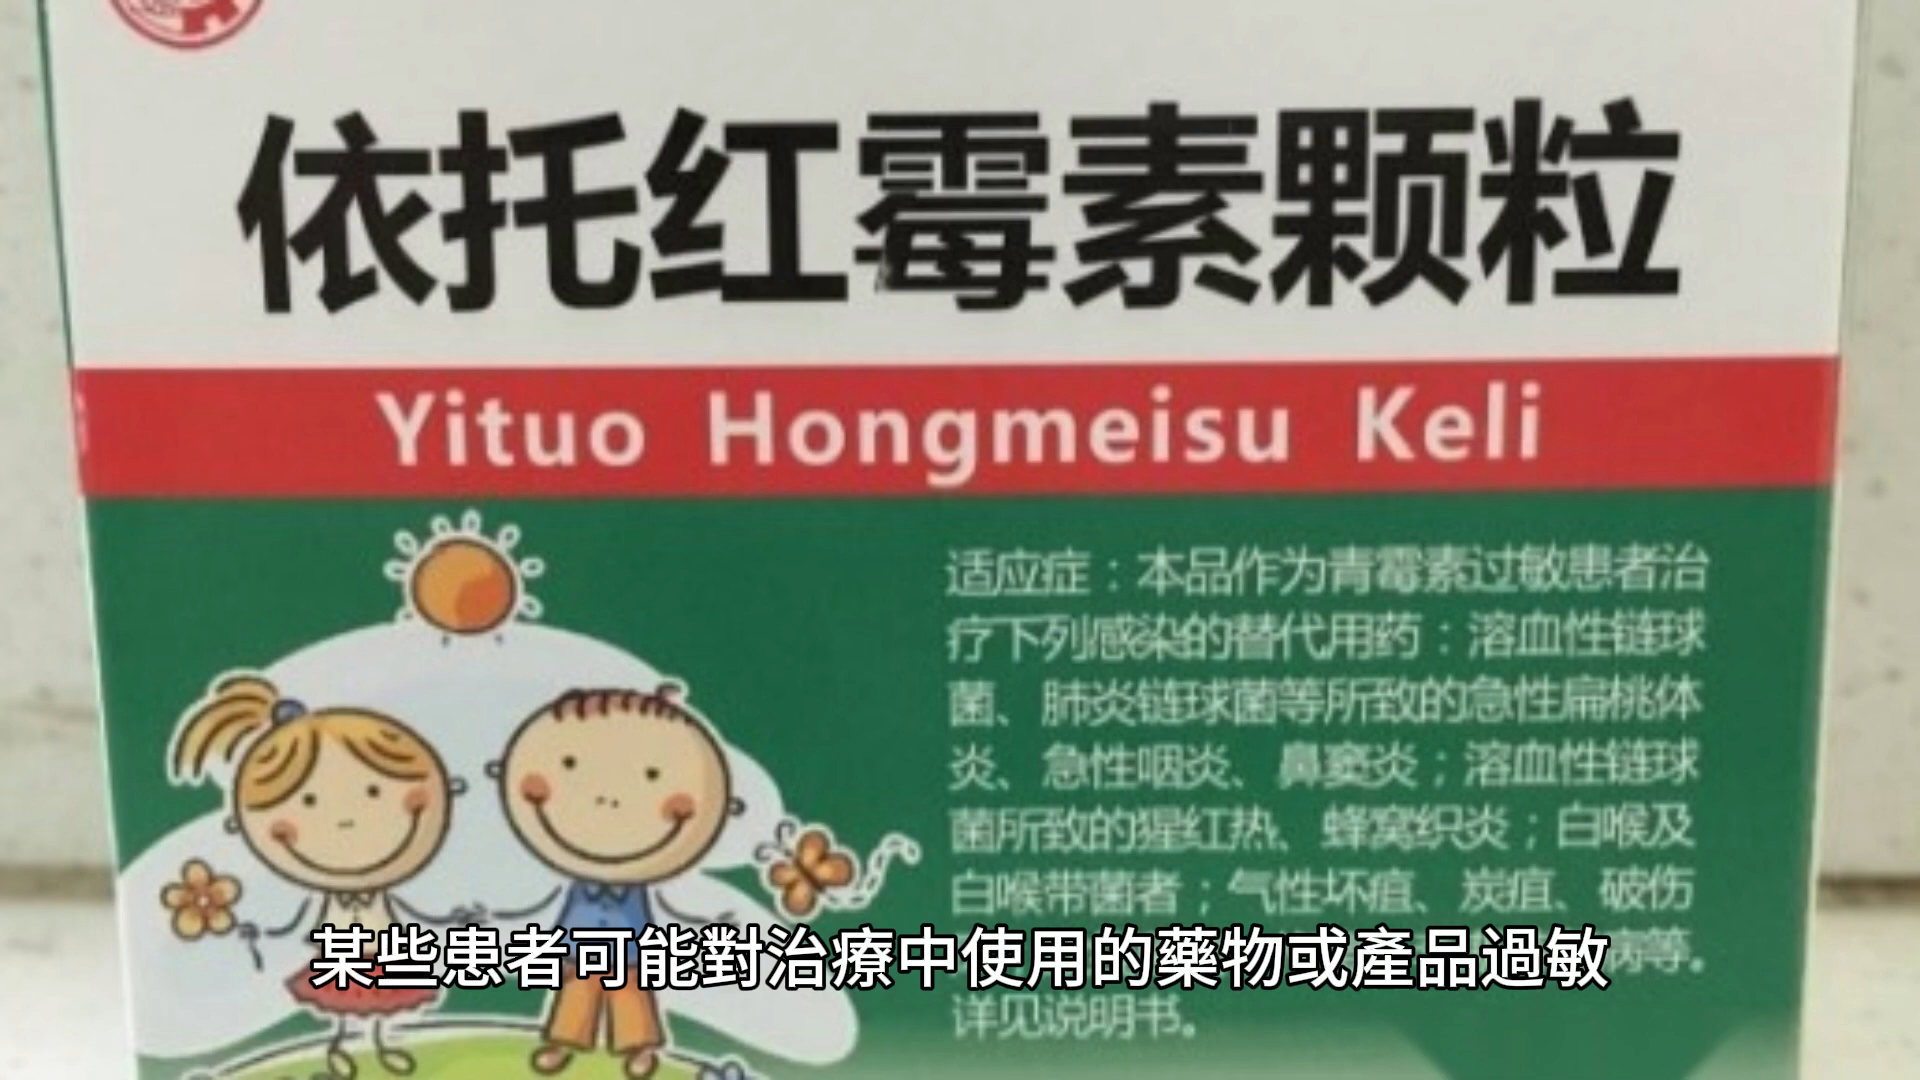 依托红霉素颗粒
Yituo Hongmeisu Keli
适应症：本品作为青霉素过敏患者治
疗下列感染的替代用药：溶血性链球
菌、肺炎链球菌等所致的急性扁桃体
炎、急性咽炎、鼻窦炎；溶血性链球
菌所致的猩红热、蜂窝织炎；白喉及
白喉带菌者；气性坏疽、炭疽、破伤
病等。
某些患者可能對治療中使用的藥物或產品過敏
详见说明书。